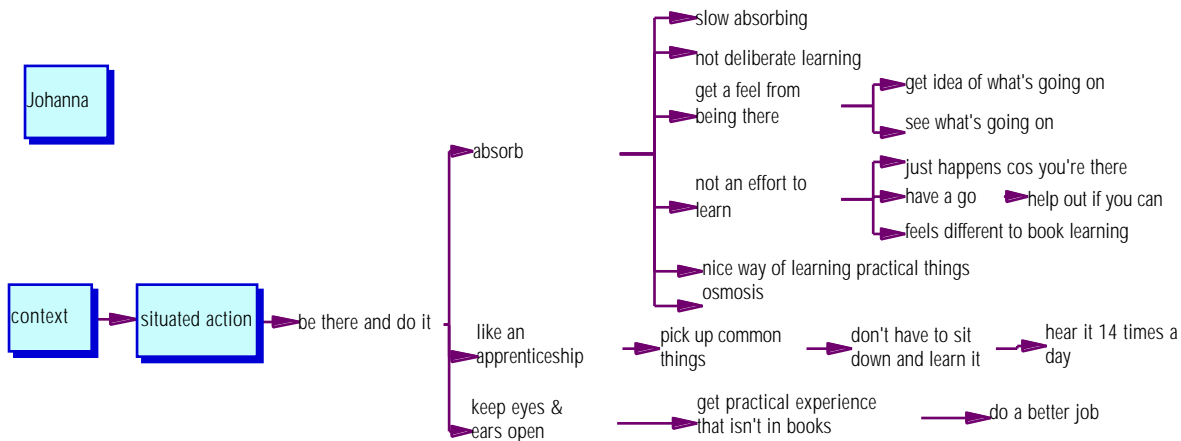 Johanna
context
situated action
be there and do it
absorb
slow absorbing
not deliberate learning
get a feel from
being there
get idea of what's going on
see what's going on
not an effort to
learn
just happens cos you're there
have a go
help out if you can
feels different to book learning
nice way of learning practical things
osmosis
like an
apprenticeship
pick up common
things
don't have to sit
down and learn it
hear it 14 times a
day
keep eyes &
ears open
get practical experience
that isn't in books
do a better job